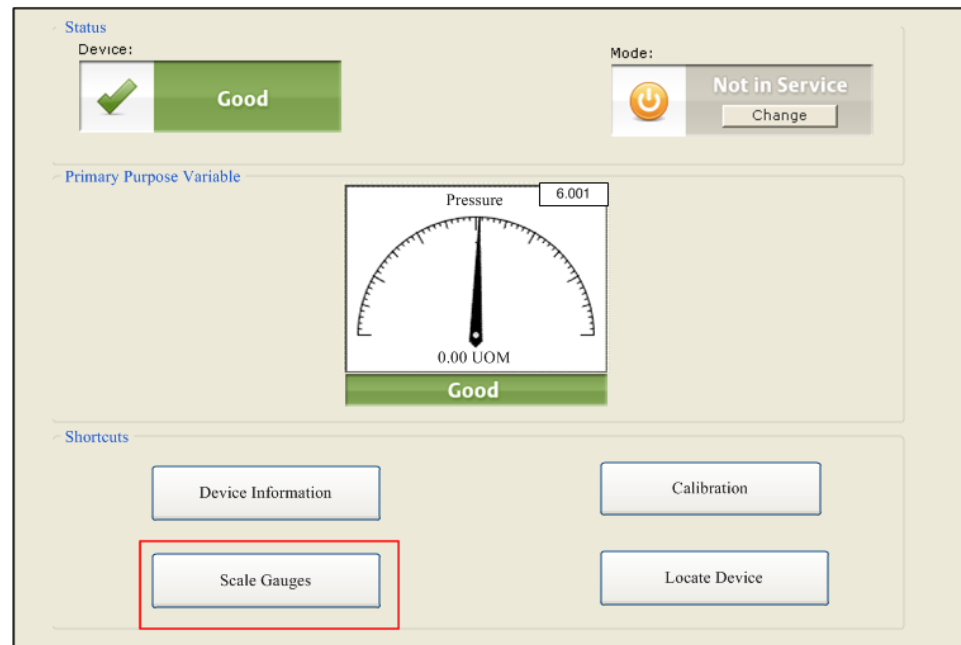 Status
Device:
Mode:
Good
Not in Service
Change
Primary Purpose Variable
Pressure
6.001
0.00 UOM
Good
Shortcuts
Device Information
Calibration
Scale Gauges
Locate Device